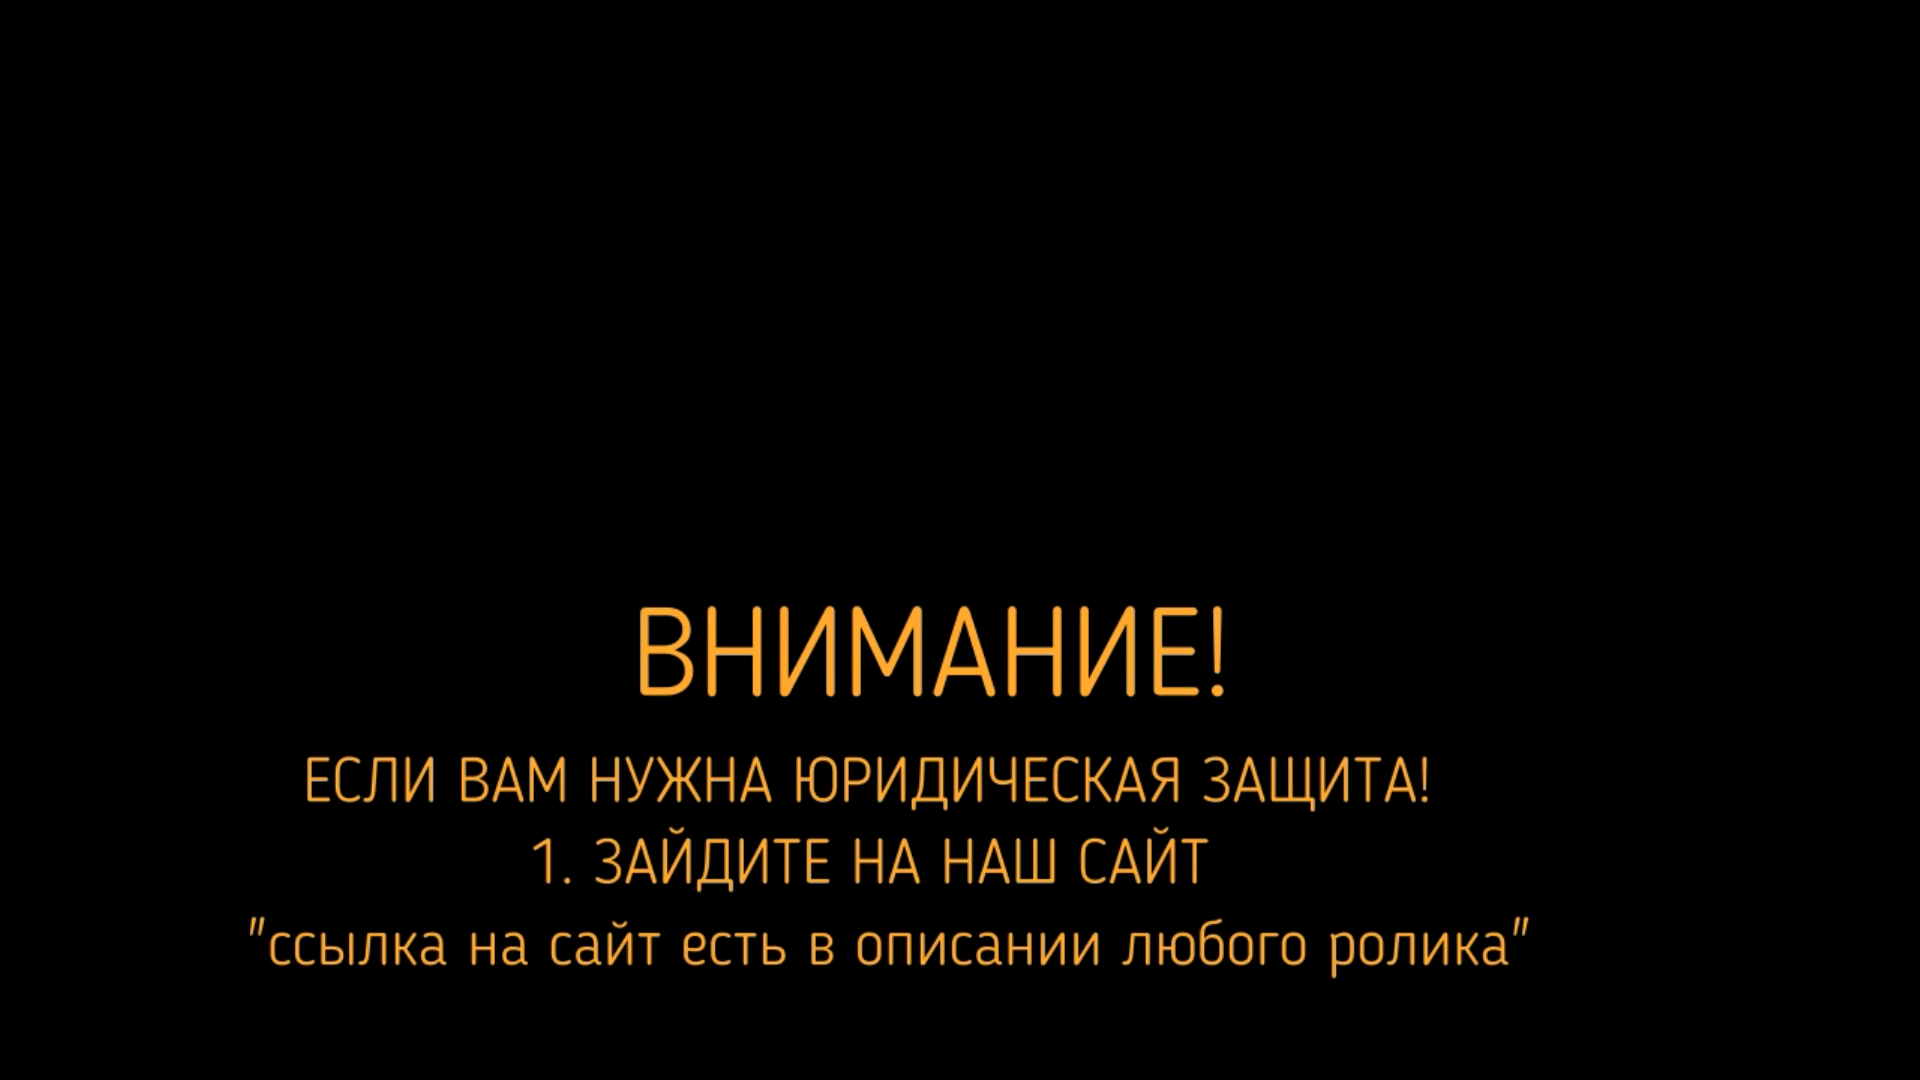 ВНИМАНИЕ!
ЕСЛИ ВАМ НУЖНА ЮРИДИЧЕСКАЯ ЗАЩИТА!
1. ЗАЙДИТЕ НА НАШ САЙТ
"ссылка на сайт есть в описании любого ролика"